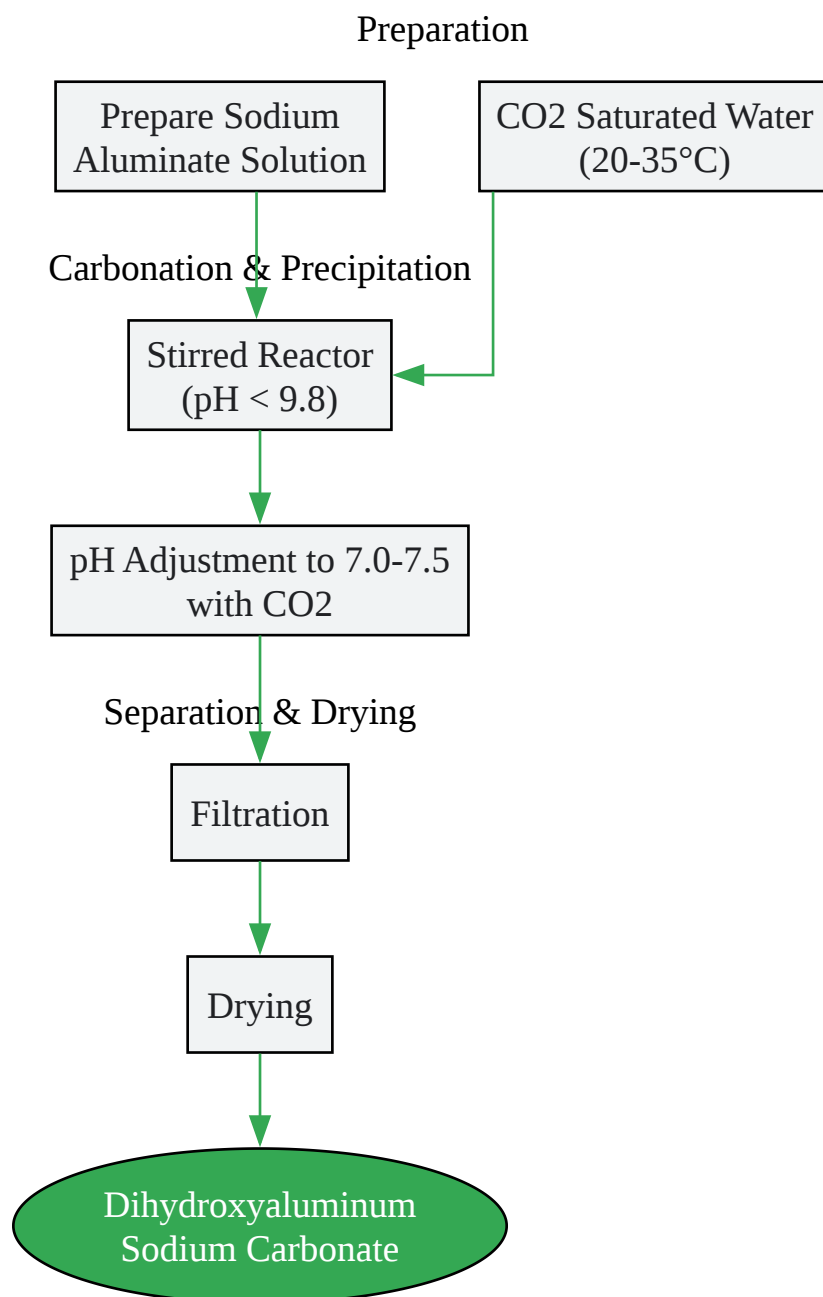 Preparation
Prepare Sodium
Aluminate Solution
CO2 Saturated Water
(20-35°C)
Carbonation & Precipitation
Stirred Reactor
(pH < 9.8)
pH Adjustment to 7.0-7.5
with CO2
Separation & Drying
Filtration
Drying
Dihydroxyaluminum
Sodium Carbonate